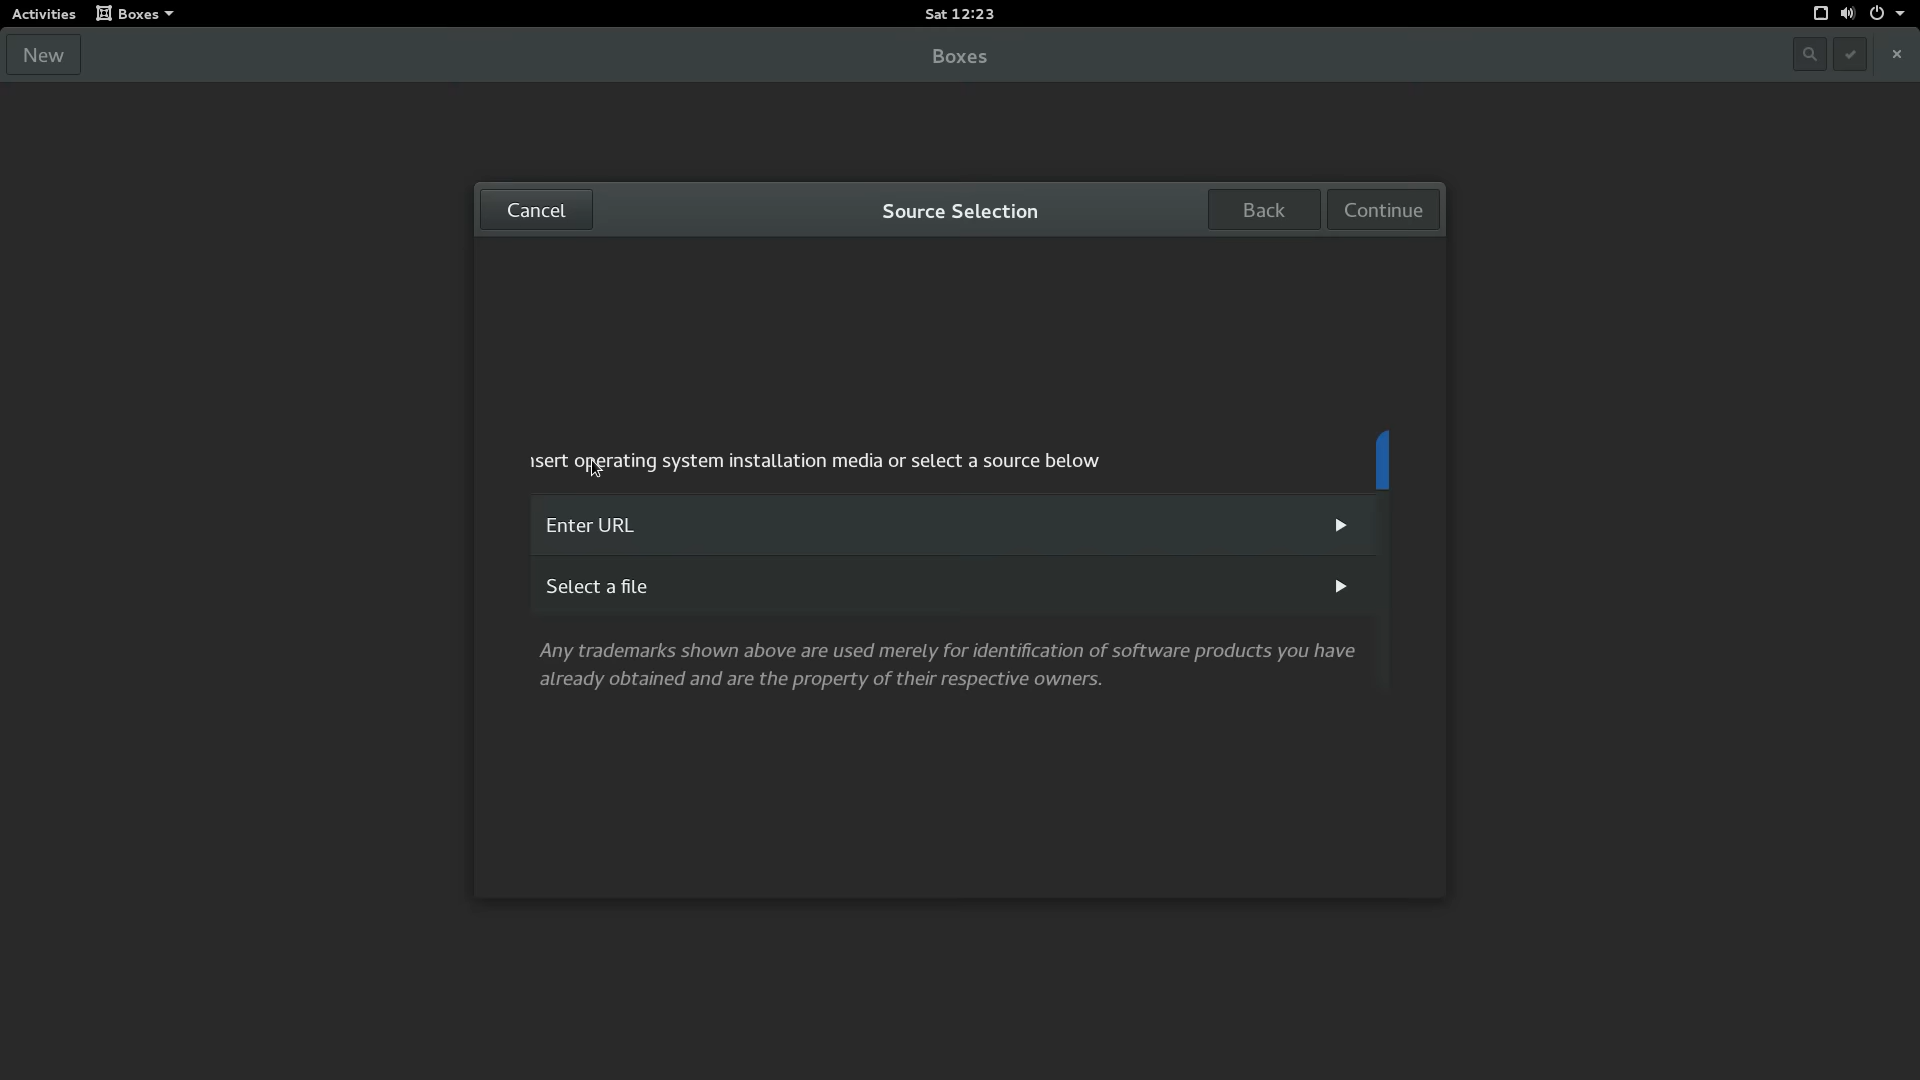 Activities Boxes Sat 12:23
New Boxes
Cancel Source Selection Back Continue
nsert operating system installation media or select a source below
Enter URL
Select a file
Any trademarks shown above are used merely for identification of software products you have
already obtained and are the property of their respective owners.